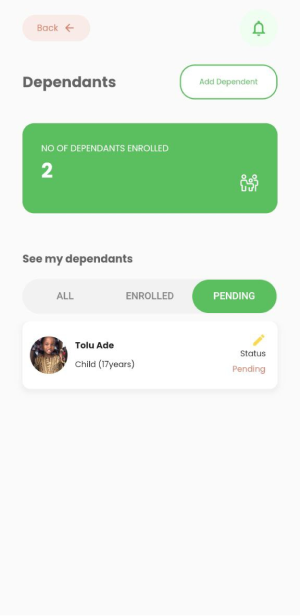 Back
Dependants
Add Dependent
NO OF DEPENDANTS ENROLLED
2
See my dependants
ALL ENROLLED PENDING
Tolu Ade
Child (17years)
Status
Pending